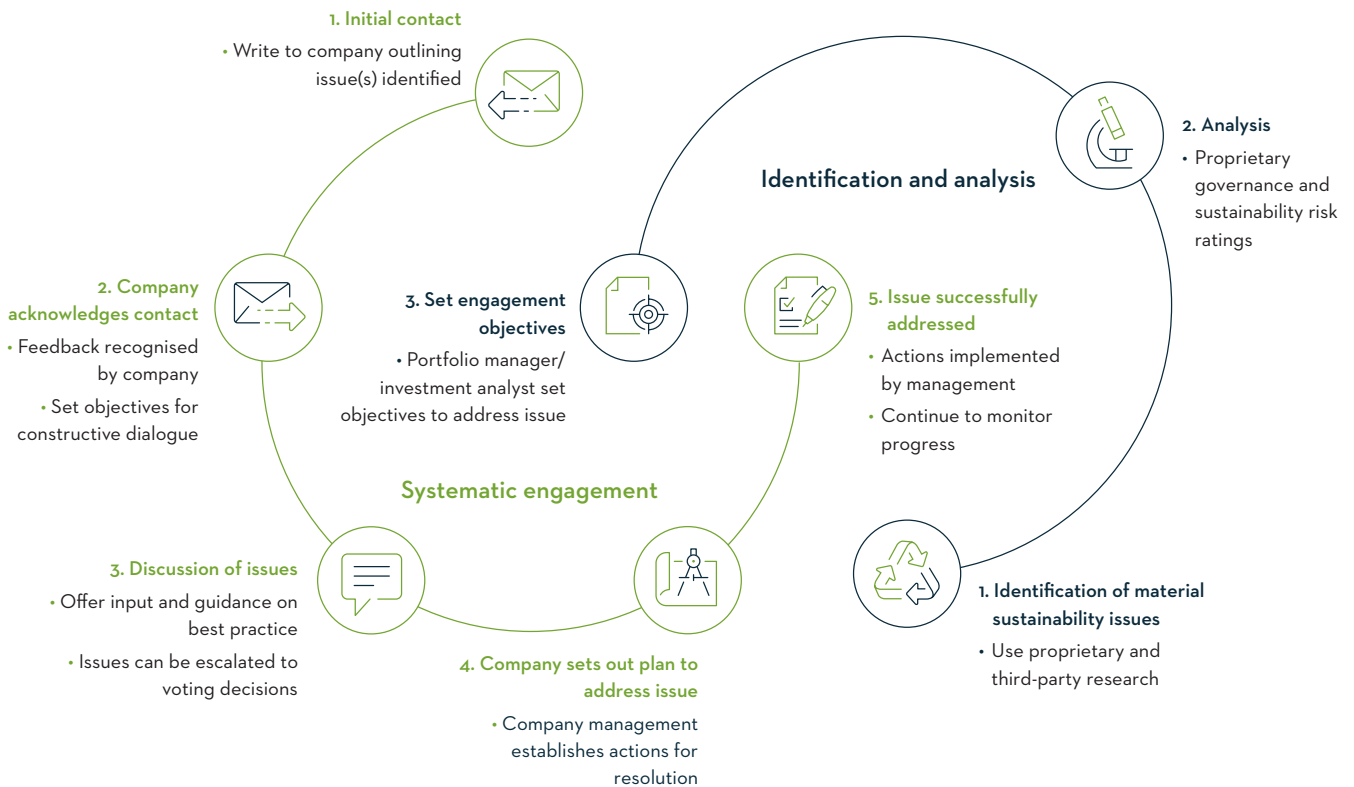 Identification and analysis
1. Identification of material
sustainability issues
• Use proprietary and
third-party research
2. Analysis
• Proprietary
governance and
sustainability risk
ratings
3. Set engagement
objectives
• Portfolio manager/
investment analyst set
objectives to address issue
Systematic engagement
1. Initial contact
• Write to company outlining
issue(s) identified
2. Company
acknowledges contact
• Feedback recognised
by company
• Set objectives for
constructive dialogue
3. Discussion of issues
• Offer input and guidance on
best practice
• Issues can be escalated to
voting decisions
4. Company sets out plan to
address issue
• Company management
establishes actions for
resolution
5. Issue successfully
addressed
• Actions implemented
by management
• Continue to monitor
progress